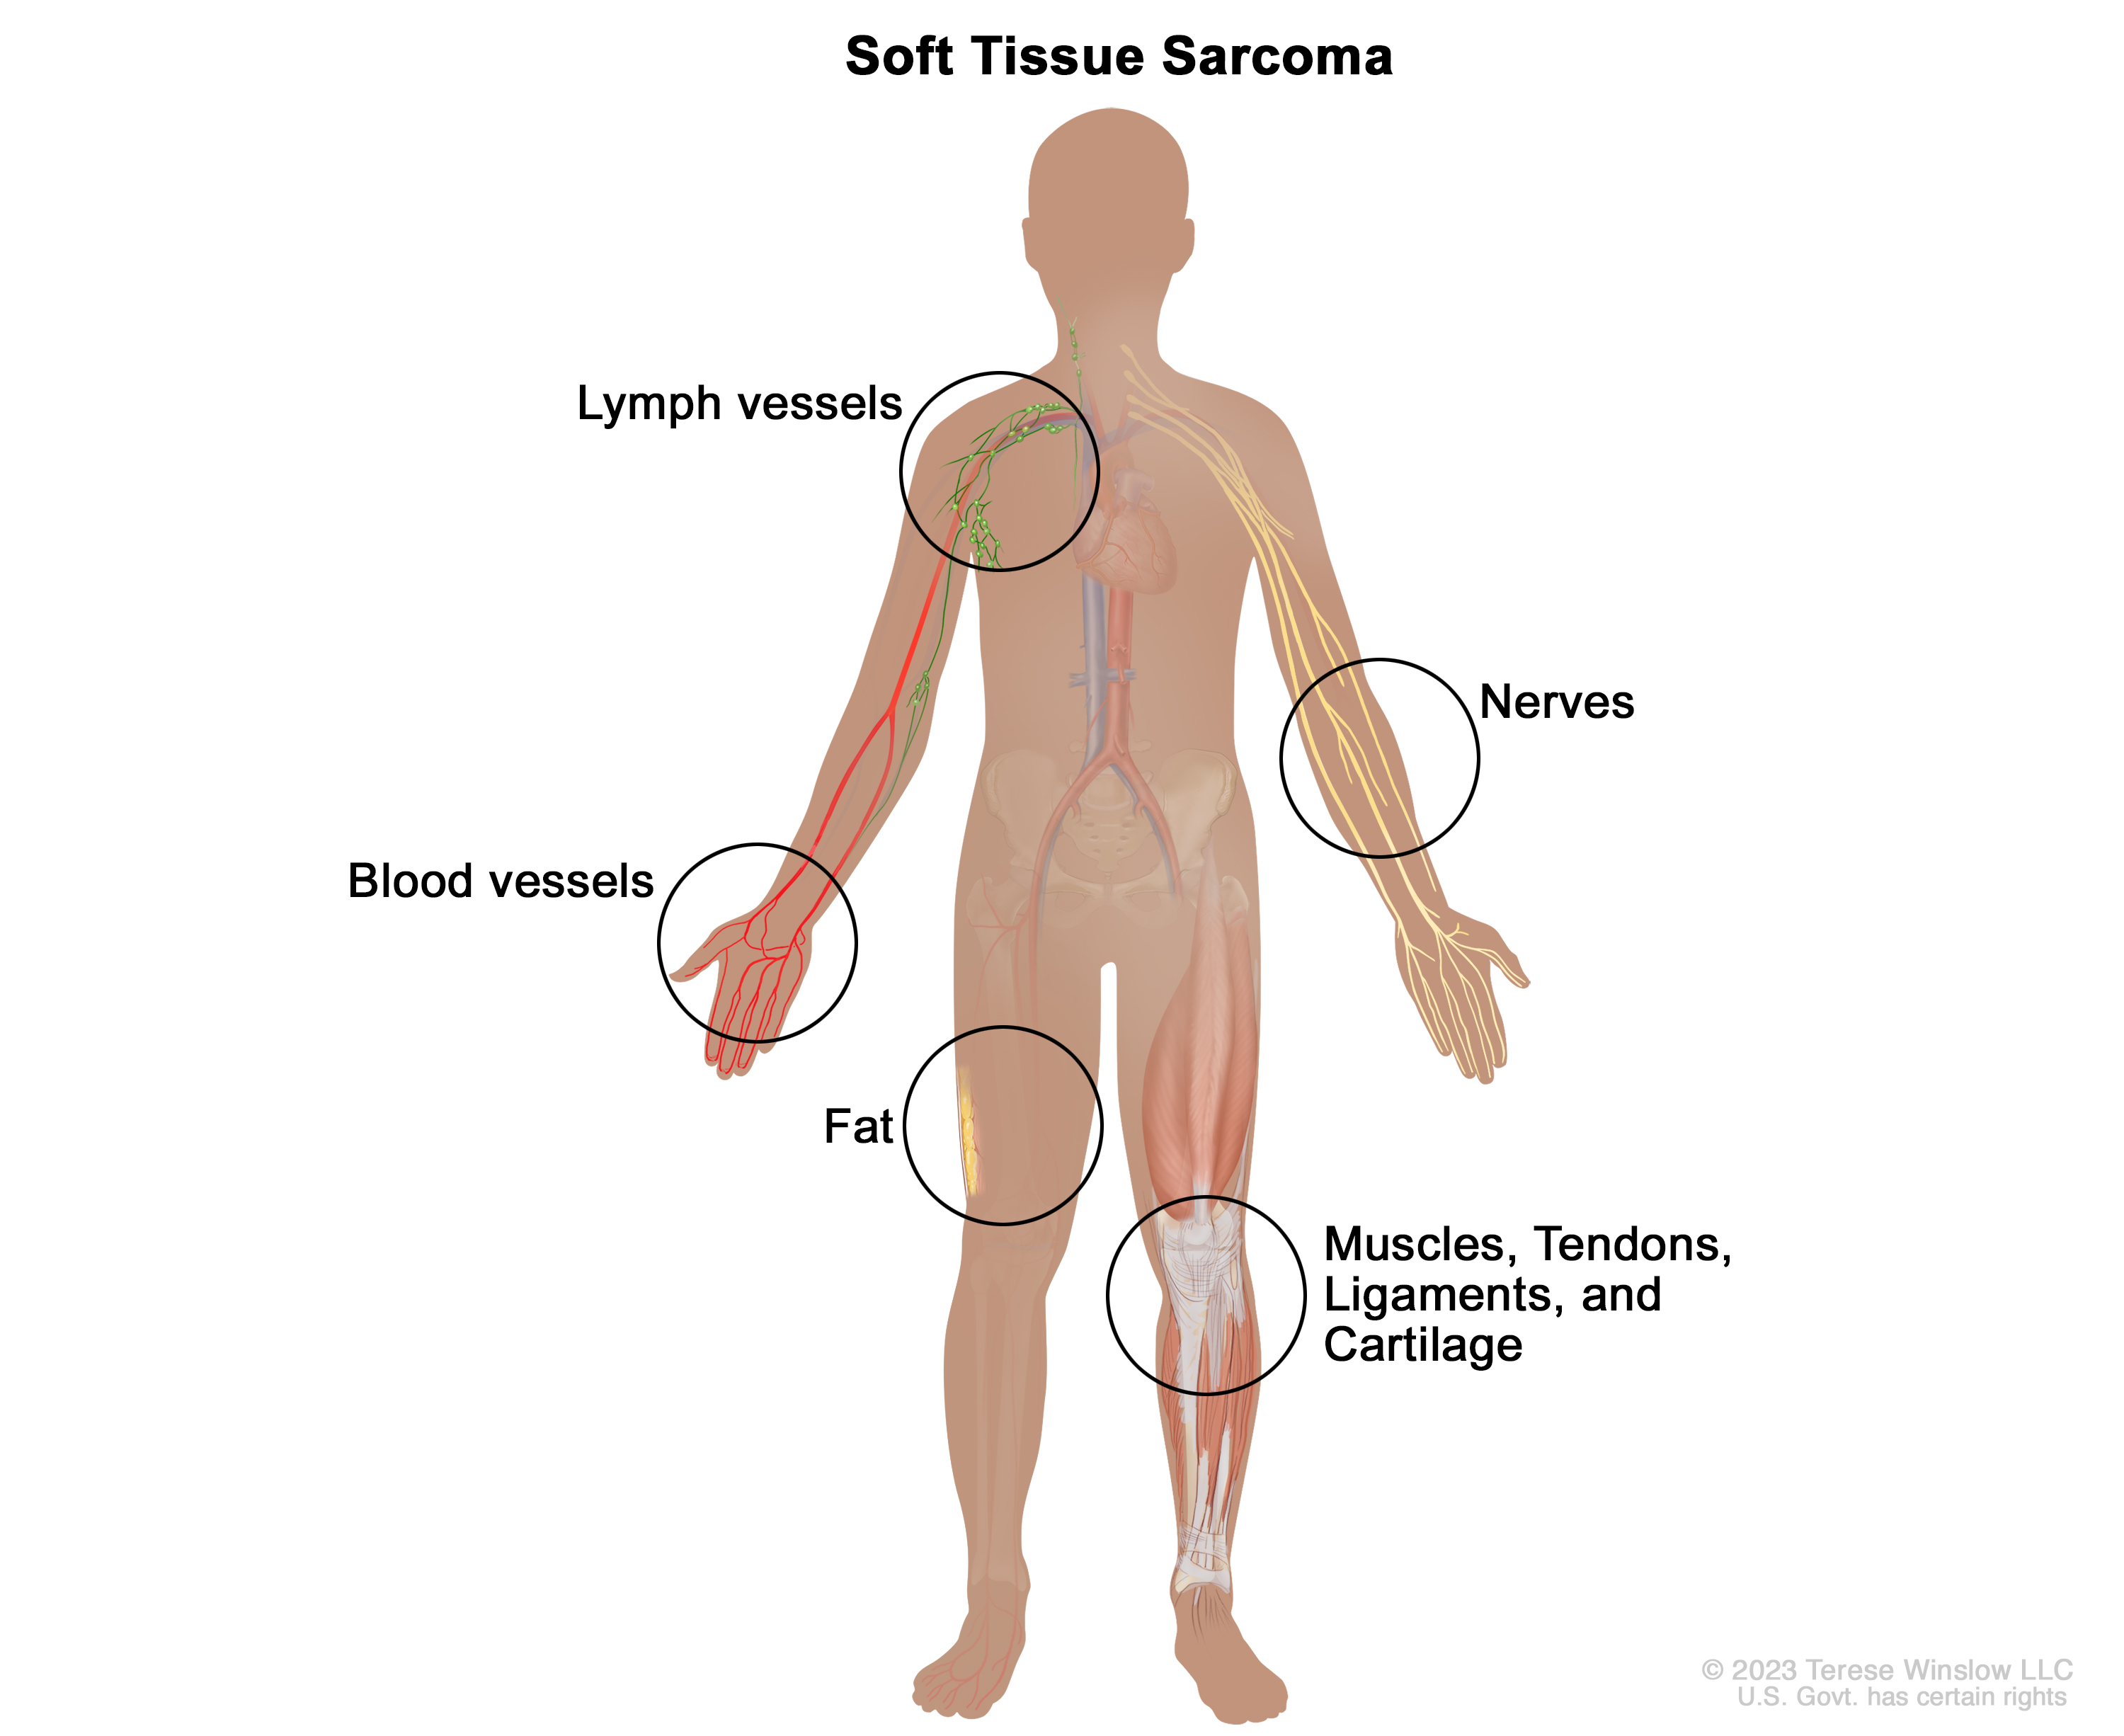 Soft Tissue Sarcoma
Lymph vessels
Nerves
Blood vessels
Fat
Muscles, Tendons,
Ligaments, and
Cartilage
© 2023 Terese Winslow LLC
U.S. Govt. has certain rights